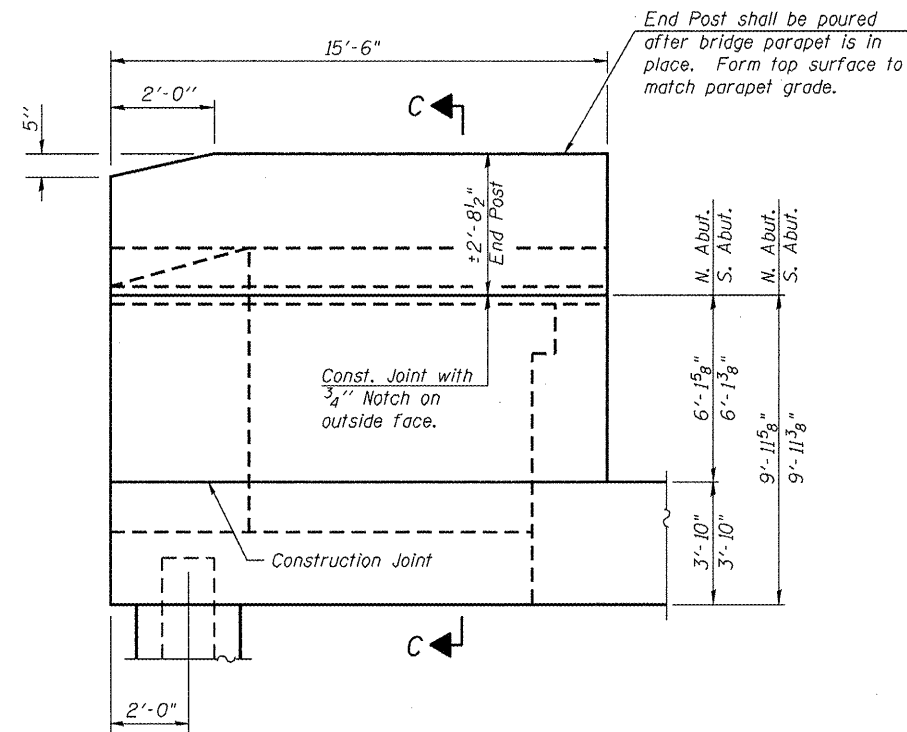 End Post shall be poured
after bridge parapet is in
place. Form top surface to
match parapet grade.
15'-6"
2'-0"
5"
C
±2'-8½"
End Post
N. Abut.
S. Abut.
N. Abut.
S. Abut.
Const. Joint with
¾" Notch on
outside face.
6'-1⅝"
6'-1⅜"
9'-11⅝"
9'-11⅜"
3'-10"
3'-10"
Construction Joint
C
2'-0"